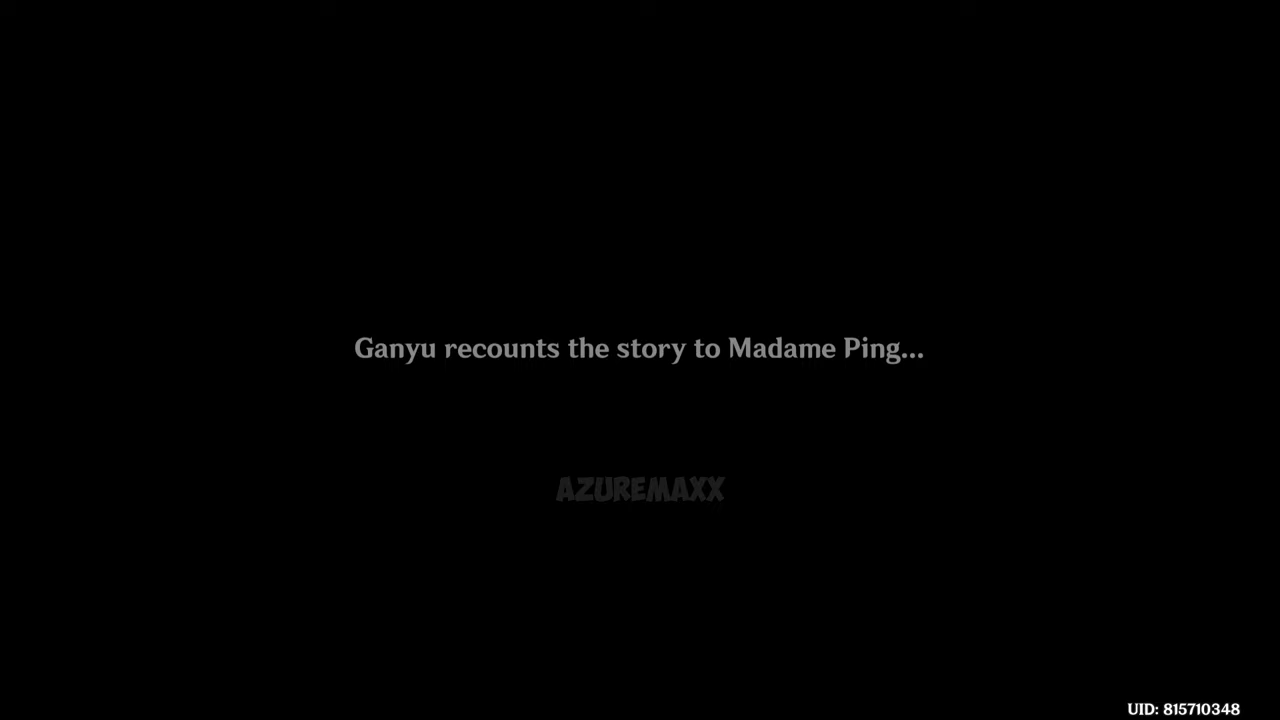 Ganyu recounts the story to Madame Ping...
AZUREMAXX
UID: 815710348